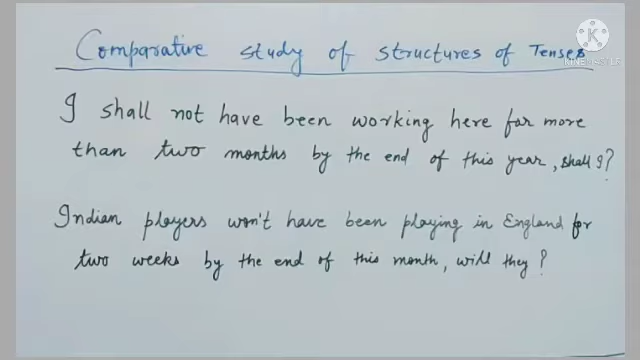 Comparative study of structures of Tenses
KINEMASTER
I shall not have been working here for more
than two months by the end of this year, shall I?
Indian players won't have been playing in England for
two weeks by the end of this month, will they?